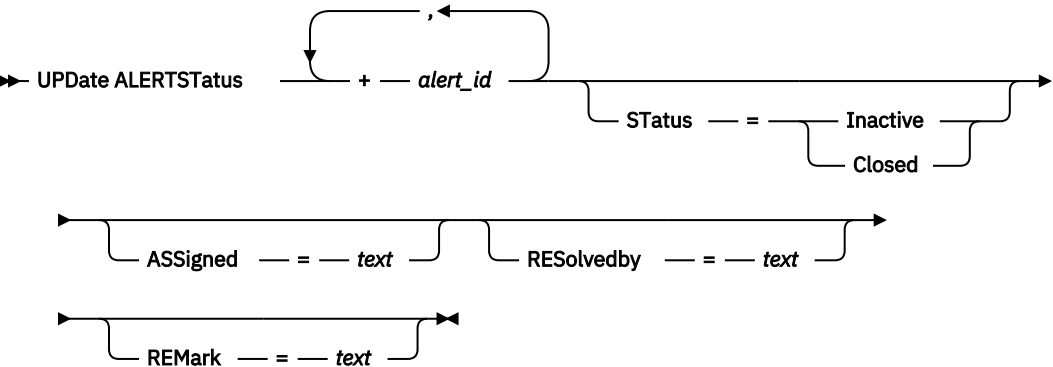 ,
UPDate ALERTSTatus + alert_id
STatus = Inactive
Closed
ASSigned = text RESolvedby = text
REMark = text